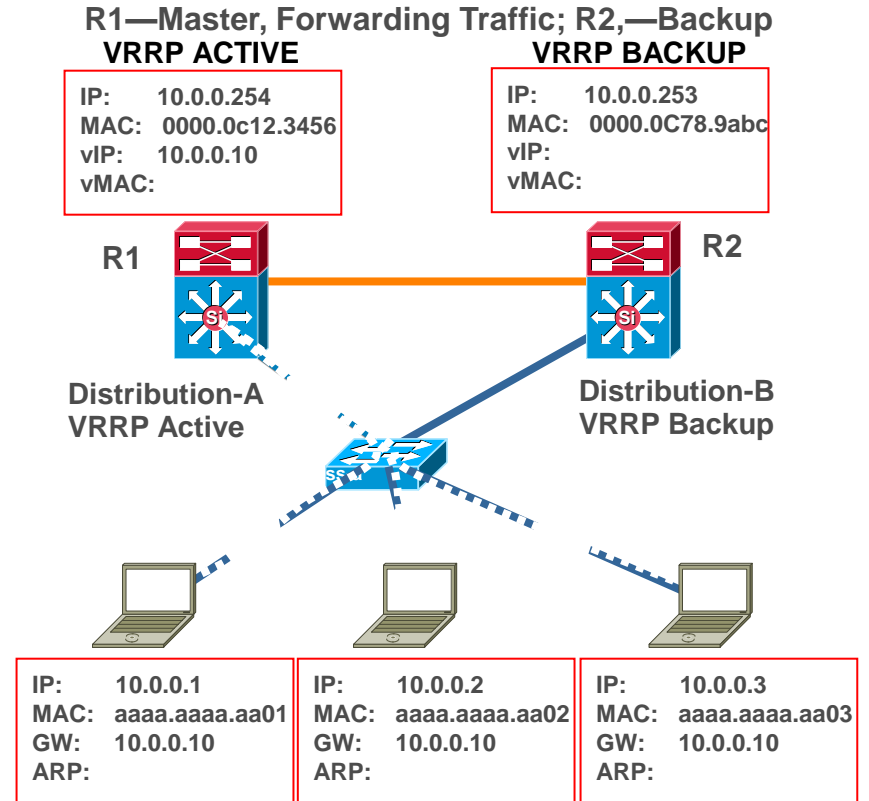 R1—Master, Forwarding Traffic; R2,—Backup
VRRP ACTIVE
VRRP BACKUP
IP: 10.0.0.254
MAC: 0000.0c12.3456
vIP: 10.0.0.10
vMAC:
IP: 10.0.0.253
MAC: 0000.0C78.9abc
vIP:
vMAC:
R1
R2
Si
Si
Distribution-A
VRRP Active
Distribution-B
VRRP Backup
IP: 10.0.0.1
MAC: aaaa.aaaa.aa01
GW: 10.0.0.10
ARP:
IP: 10.0.0.2
MAC: aaaa.aaaa.aa02
GW: 10.0.0.10
ARP:
IP: 10.0.0.3
MAC: aaaa.aaaa.aa03
GW: 10.0.0.10
ARP: